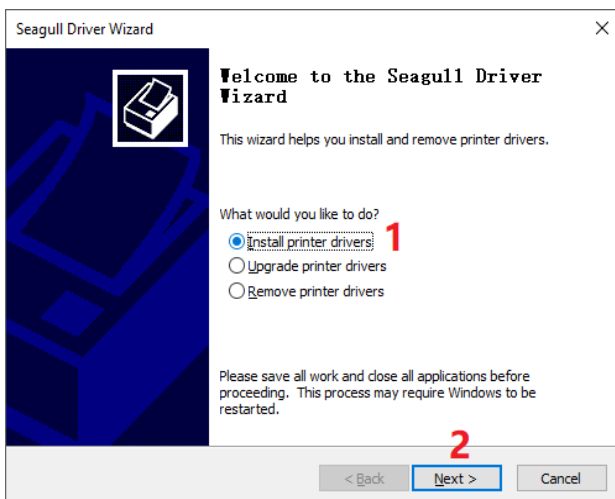 Seagull Driver Wizard
Welcome to the Seagull Driver
Wizard
This wizard helps you install and remove printer drivers.
What would you like to do?
Install printer drivers 1
Upgrade printer drivers
Remove printer drivers
Please save all work and close all applications before
proceeding. This process may require Windows to be
restarted.
2
< Back Next > Cancel